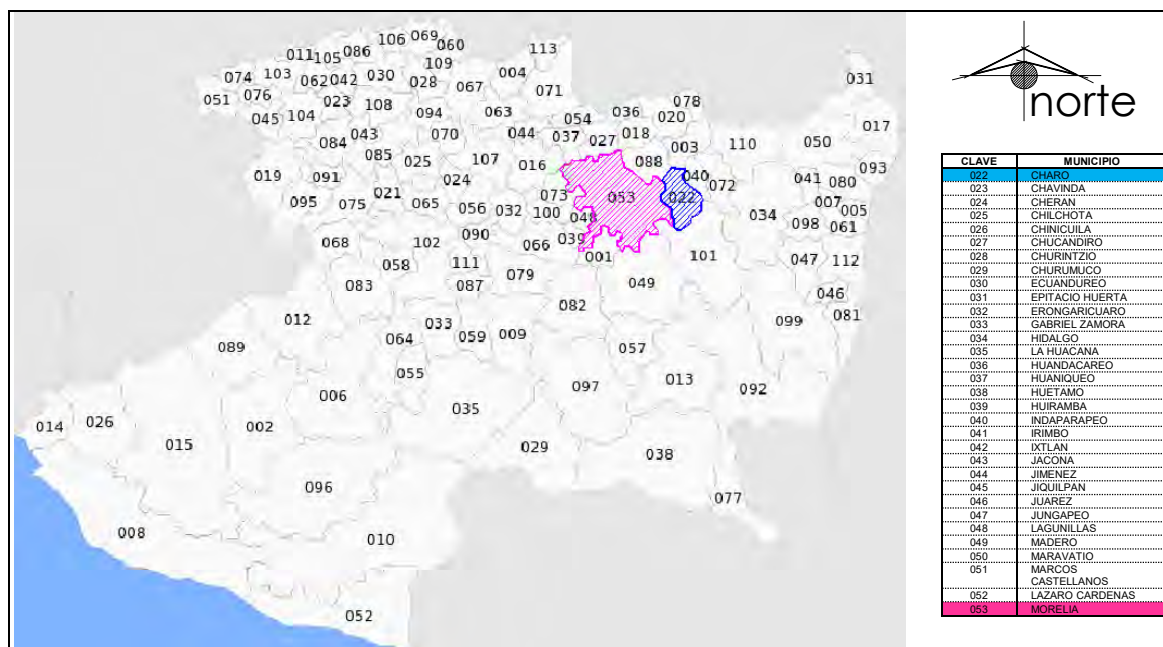 106 069
011 105 086 060
113
109
074 103 062 042 030 028 004
067 031
051 076 023 071
045 104 108 094 063 054 036 078
020 017
084 043 070 044 037 027 018
003 110 050
085 025 107 016 088
019 091 024 040 072 041 080 093
021 073 053 022 007
095 075 065 056 032 100 048 034 005
098 061
068 102 090 066 039
058 111 001 101 047 112
083 087 079 049
046
012 082 081
033 099
089 064 059 009
057
055 013
006 097 092
035
014 026 002
015 029 038
096
077
008 010
052
norte
CLAVE MUNICIPIO
022 CHARO
023 CHAVINDA
024 CHERAN
025 CHILCHOTA
026 CHINICUILA
027 CHUCANDIRO
028 CHURINTZIO
029 CHURUMUCO
030 ECUANDUREO
031 EPITACIO HUERTA
032 ERONGARICUARO
033 GABRIEL ZAMORA
034 HIDALGO
035 LA HUACANA
036 HUANDACAREO
037 HUANIQUEO
038 HUETAMO
039 HUIRAMBA
040 INDAPARAPEO
041 IRIMBO
042 IXTLAN
043 JACONA
044 JIMENEZ
045 JIQUILPAN
046 JUAREZ
047 JUNGAPEO
048 LAGUNILLAS
049 MADERO
050 MARAVATIO
051 MARCOS
CASTELLANOS
052 LAZARO CARDENAS
053 MORELIA